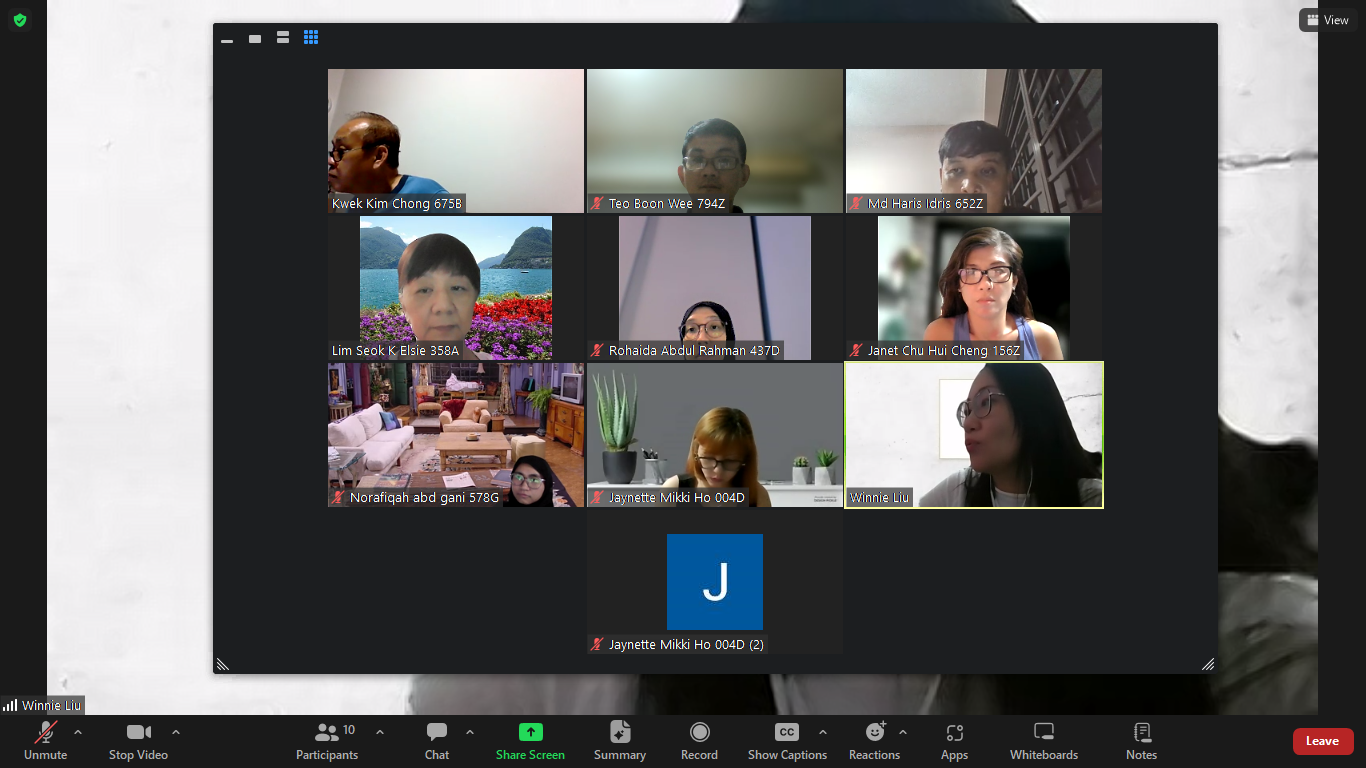 View
Kwek Kim Chong 675B
Teo Boon Wee 794Z
Md Haris Idris 652Z
Lim Seok K Elsie 358A
Rohaida Abdul Rahman 437D
Janet Chu Hui Cheng 156Z
Norafiqah abd gani 578G
Jaynette Mikki Ho 004D
Winnie Liu
J
Jaynette Mikki Ho 004D (2)
Winnie Liu
Unmute
Stop Video
Participants
10
Chat
Share Screen
Summary
Record
CC
Show Captions
Reactions
Apps
Whiteboards
Notes
Leave